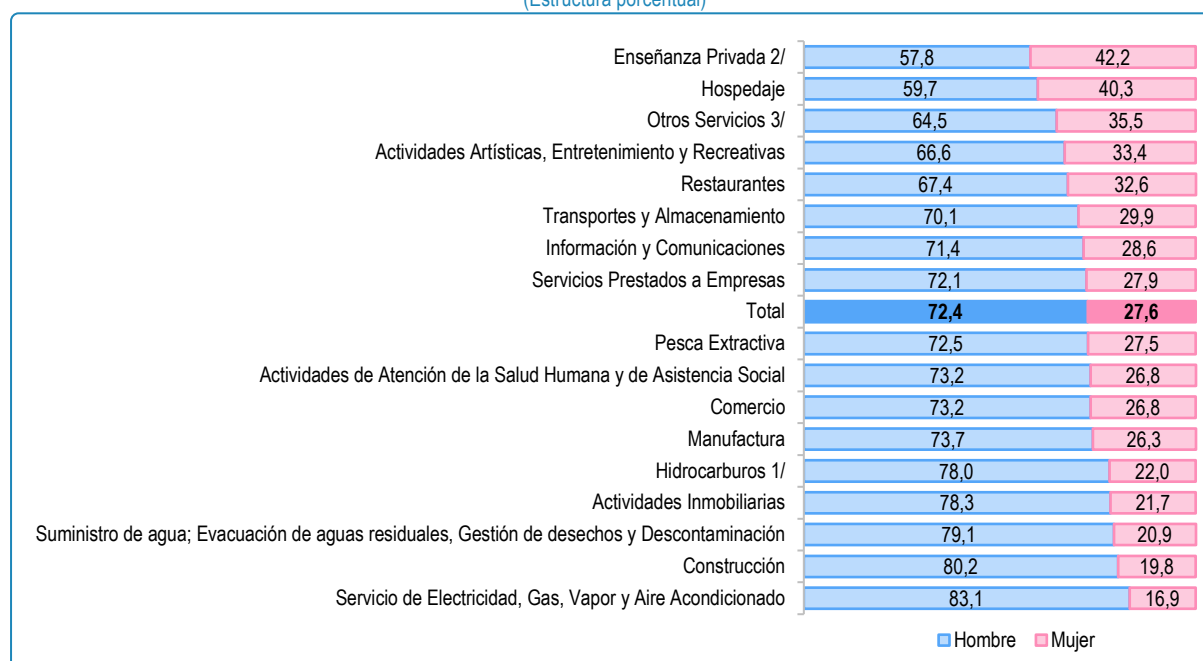 (Estructura porcentual)
Enseñanza Privada 2/ 57,8 42,2
Hospedaje 59,7 40,3
Otros Servicios 3/ 64,5 35,5
Actividades Artísticas, Entretenimiento y Recreativas 66,6 33,4
Restaurantes 67,4 32,6
Transportes y Almacenamiento 70,1 29,9
Información y Comunicaciones 71,4 28,6
Servicios Prestados a Empresas 72,1 27,9
Total 72,4 27,6
Pesca Extractiva 72,5 27,5
Actividades de Atención de la Salud Humana y de Asistencia Social 73,2 26,8
Comercio 73,2 26,8
Manufactura 73,7 26,3
Hidrocarburos 1/ 78,0 22,0
Actividades Inmobiliarias 78,3 21,7
Suministro de agua; Evacuación de aguas residuales, Gestión de desechos y Descontaminación 79,1 20,9
Construcción 80,2 19,8
Servicio de Electricidad, Gas, Vapor y Aire Acondicionado 83,1 16,9
Hombre Mujer